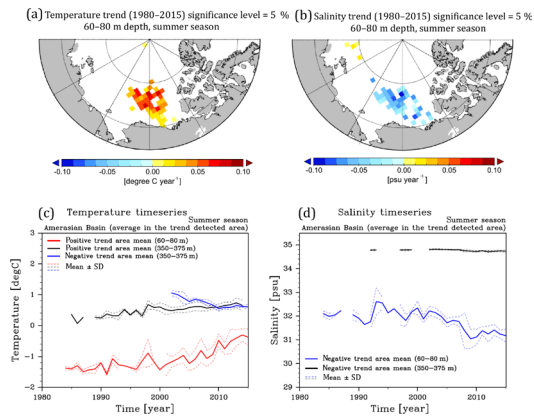 (a) Temperature trend (1980–2015) significance level = 5 %
60–80 m depth, summer season
-0.10 -0.05 0.00 0.05 0.10
[degree C year⁻¹]
(b) Salinity trend (1980–2015) significance level = 5 %
60–80 m depth, summer season
-0.10 -0.05 0.00 0.05 0.10
[psu year⁻¹]
(c) Temperature timeseries
Summer season
Amerasian Basin (average in the trend detected area)
Positive trend area mean (60–80 m)
Positive trend area mean (350–375 m)
Negative trend area mean (350–375 m)
Mean ± SD
Temperature [degC]
3
2
1
0
−1
−2
1980 1990 2000 2010
Time [year]
(d) Salinity timeseries
Summer season
Amerasian Basin (average in the trend detected area)
Salinity [psu]
36
35
34
33
32
31
30
29
Negative trend area mean (60–80 m)
Negative trend area mean (350–375 m)
Mean ± SD
1980 1990 2000 2010
Time [year]